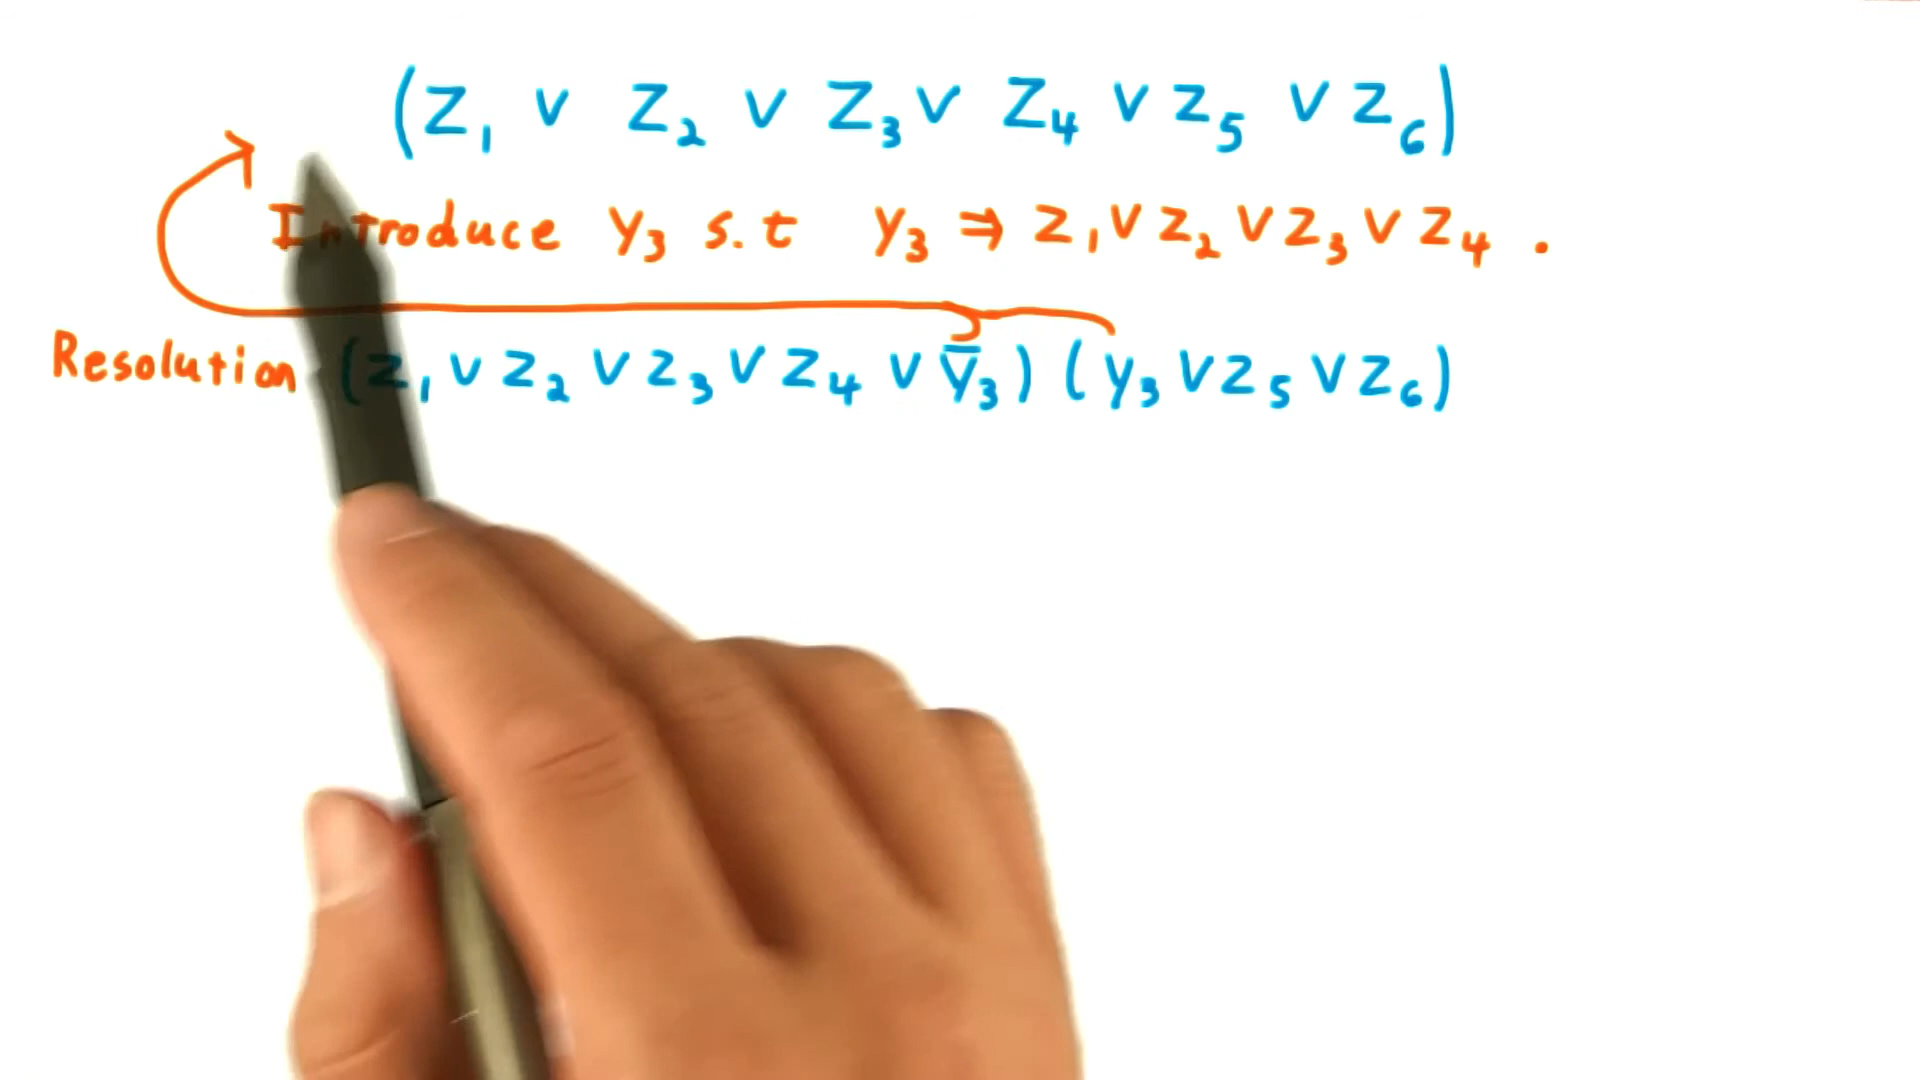 (Z₁ ∨ Z₂ ∨ Z₃ ∨ Z₄ ∨ Z₅ ∨ Z₆)
Introduce y₃ s.t y₃ ⇒ Z₁ ∨ Z₂ ∨ Z₃ ∨ Z₄ .
Resolution (Z₁ ∨ Z₂ ∨ Z₃ ∨ Z₄ ∨ y̅₃) (y₃ ∨ Z₅ ∨ Z₆)